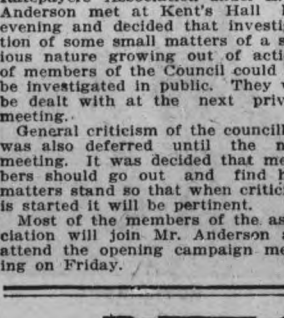 Anderson met at Kent's Hall
evening and decided that investi
tion of some small matters of a s
ious nature growing out of acti
of members of the Council could
be investigated in public. They
be dealt with at the next priv
meeting.
General criticism of the councill
was also deferred until the n
meeting. It was decided that me
bers should go out and find h
matters stand so that when critic
is started it will be pertinent.
Most of the members of the as
ciation will join Mr. Anderson a
attend the opening campaign me
ing on Friday.